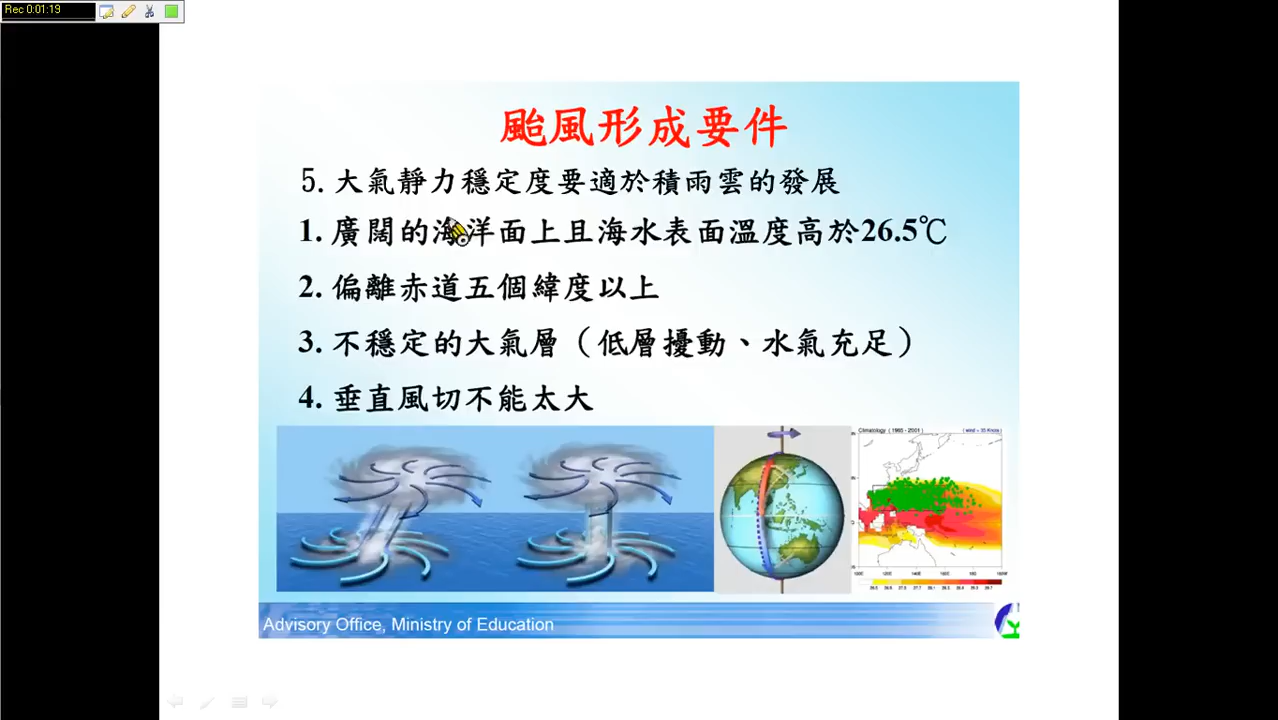 Rec 0:01:19
颱風形成要件
5. 大氣靜力穩定度要適於積雨雲的發展
1. 廣闊的海洋面上且海水表面溫度高於26.5℃
2. 偏離赤道五個緯度以上
3. 不穩定的大氣層（低層擾動、水氣充足）
4. 垂直風切不能太大
Advisory Office, Ministry of Education